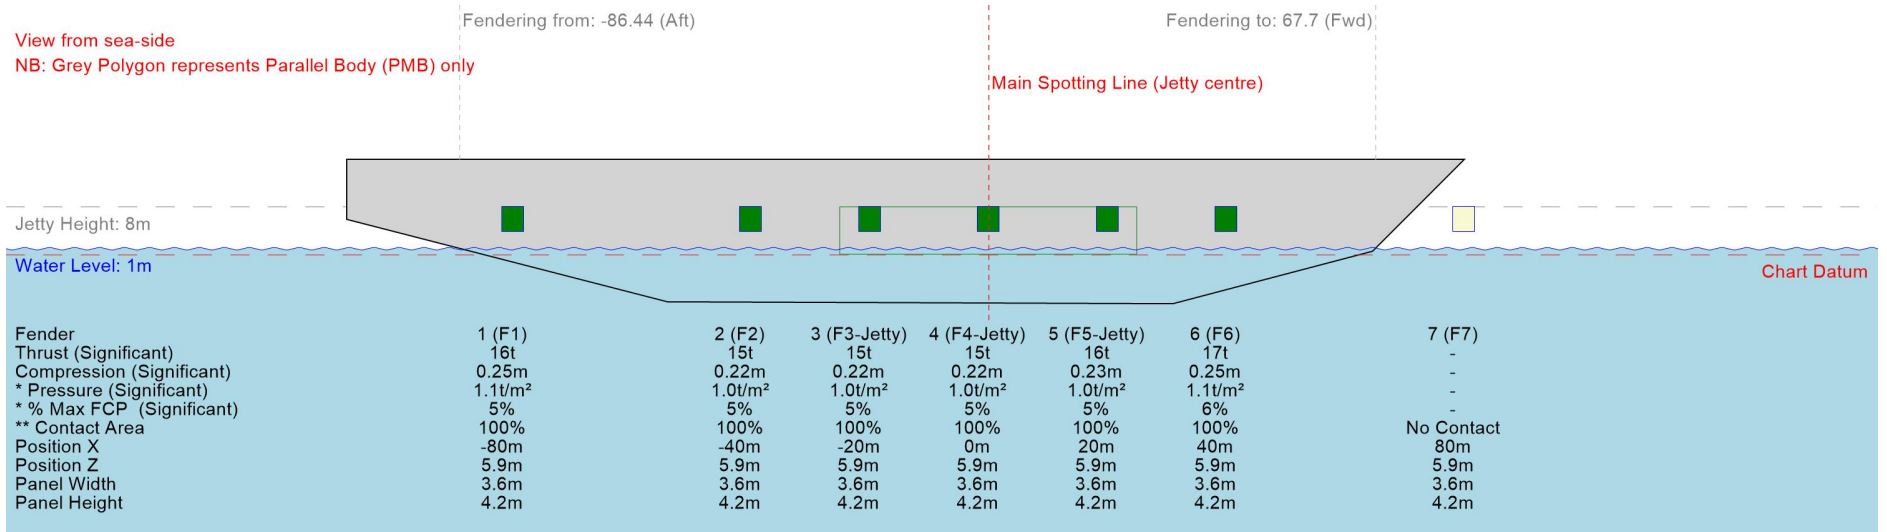 Fendering from: -86.44 (Aft) Fendering to: 67.7 (Fwd)
View from sea-side
NB: Grey Polygon represents Parallel Body (PMB) only
Main Spotting Line (Jetty centre)
Jetty Height: 8m
Water Level: 1m
Chart Datum
Fender 1 (F1) 2 (F2) 3 (F3-Jetty) 4 (F4-Jetty) 5 (F5-Jetty) 6 (F6) 7 (F7)
Thrust (Significant) 16t 15t 15t 15t 16t 17t -
Compression (Significant) 0.25m 0.22m 0.22m 0.22m 0.23m 0.25m -
* Pressure (Significant) 1.1t/m² 1.0t/m² 1.0t/m² 1.0t/m² 1.0t/m² 1.1t/m² -
* % Max FCP (Significant) 5% 5% 5% 5% 5% 6% -
** Contact Area 100% 100% 100% 100% 100% 100% No Contact
Position X -80m -40m -20m 0m 20m 40m 80m
Position Z 5.9m 5.9m 5.9m 5.9m 5.9m 5.9m 5.9m
Panel Width 3.6m 3.6m 3.6m 3.6m 3.6m 3.6m 3.6m
Panel Height 4.2m 4.2m 4.2m 4.2m 4.2m 4.2m 4.2m